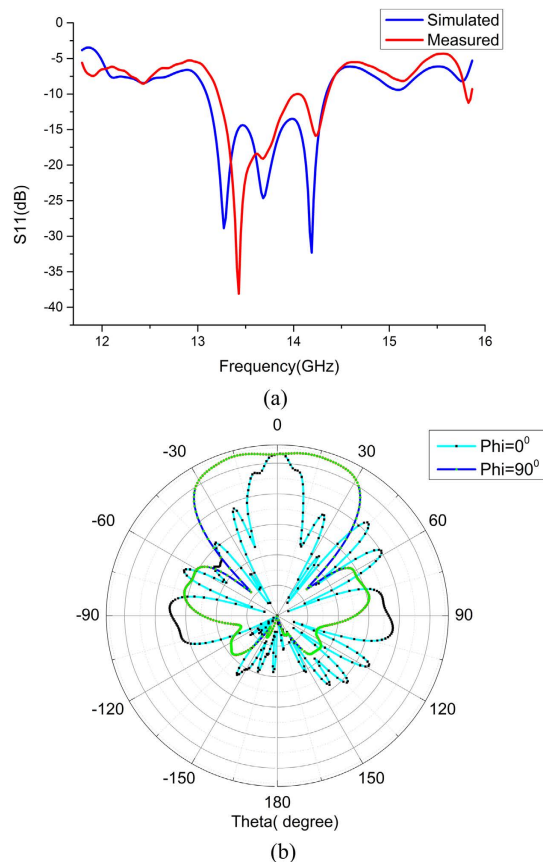 Simulated
Measured
5
0
-5
-10
-15
-20
-25
-30
-35
-40
S11(dB)
12 13 14 15 16
Frequency(GHz)
(a)
0
Phi=0⁰
Phi=90⁰
-30 30
-60 60
-90 90
-120 120
-150 150
180
Theta( degree)
(b)